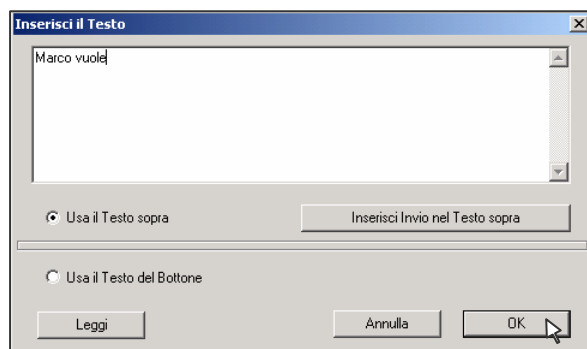 Inserisci il Testo
Marco vuole
Usa il Testo sopra
Inserisci Invio nel Testo sopra
Usa il Testo del Bottone
Leggi
Annulla
OK